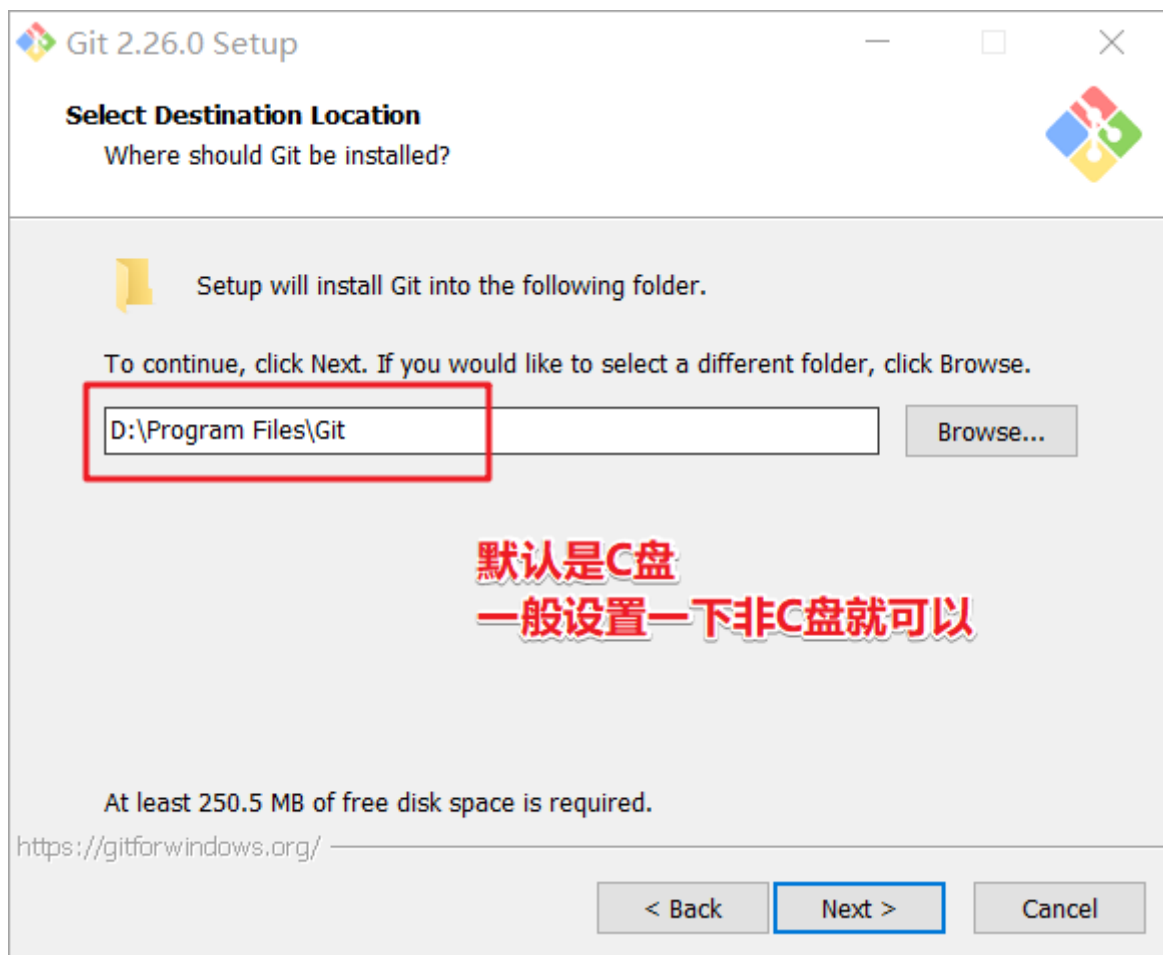 Git 2.26.0 Setup
Select Destination Location
Where should Git be installed?
Setup will install Git into the following folder.
To continue, click Next. If you would like to select a different folder, click Browse.
D:\Program Files\Git
Browse...
默认是C盘
一般设置一下非C盘就可以
At least 250.5 MB of free disk space is required.
https://gitforwindows.org/
< Back
Next >
Cancel